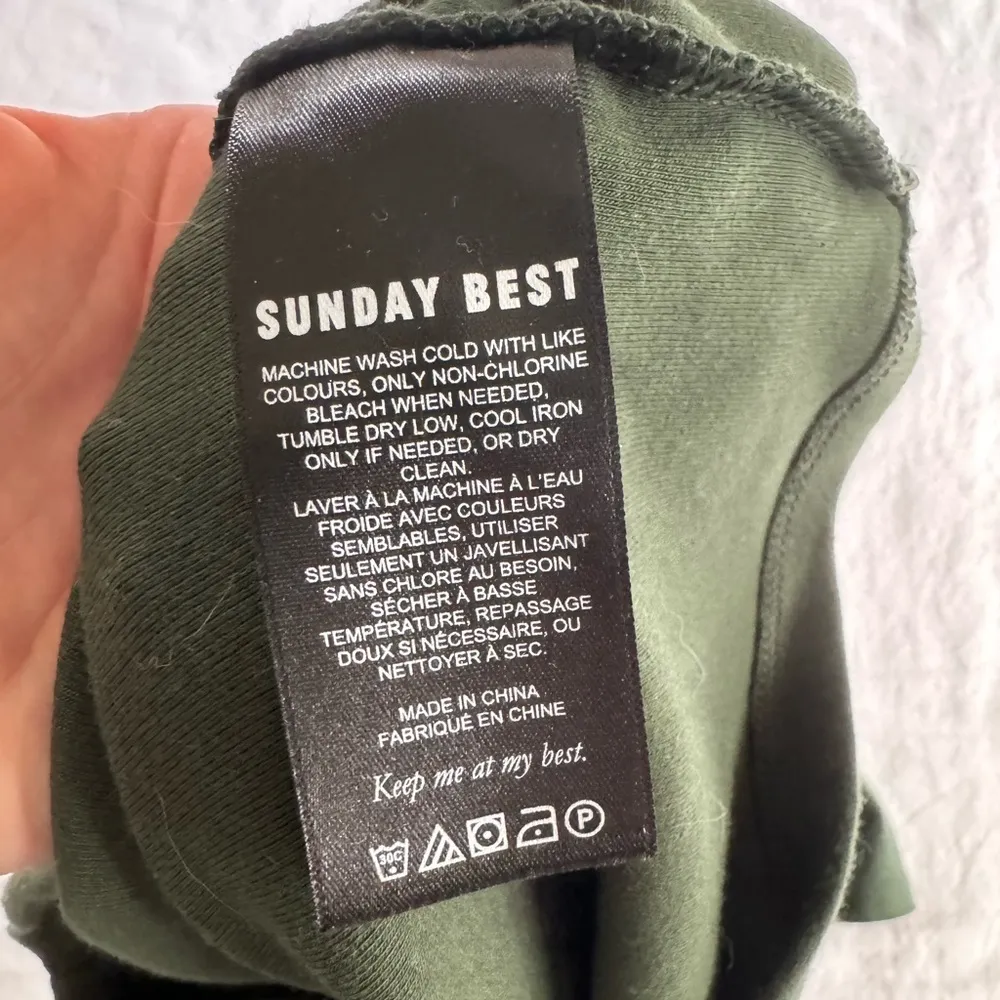 SUNDAY BEST
MACHINE WASH COLD WITH LIKE
COLOURS, ONLY NON-CHLORINE
BLEACH WHEN NEEDED,
TUMBLE DRY LOW, COOL IRON
ONLY IF NEEDED, OR DRY
CLEAN.
LAVER À LA MACHINE À L'EAU
FROIDE AVEC COULEURS
SEMBLABLES, UTILISER
SEULEMENT UN JAVELLISANT
SANS CHLORE AU BESOIN,
SÉCHER À BASSE
TEMPÉRATURE, REPASSAGE
DOUX SI NÉCESSAIRE, OU
NETTOYER À SEC.
MADE IN CHINA
FABRIQUÉ EN CHINE
Keep me at my best.
30C P